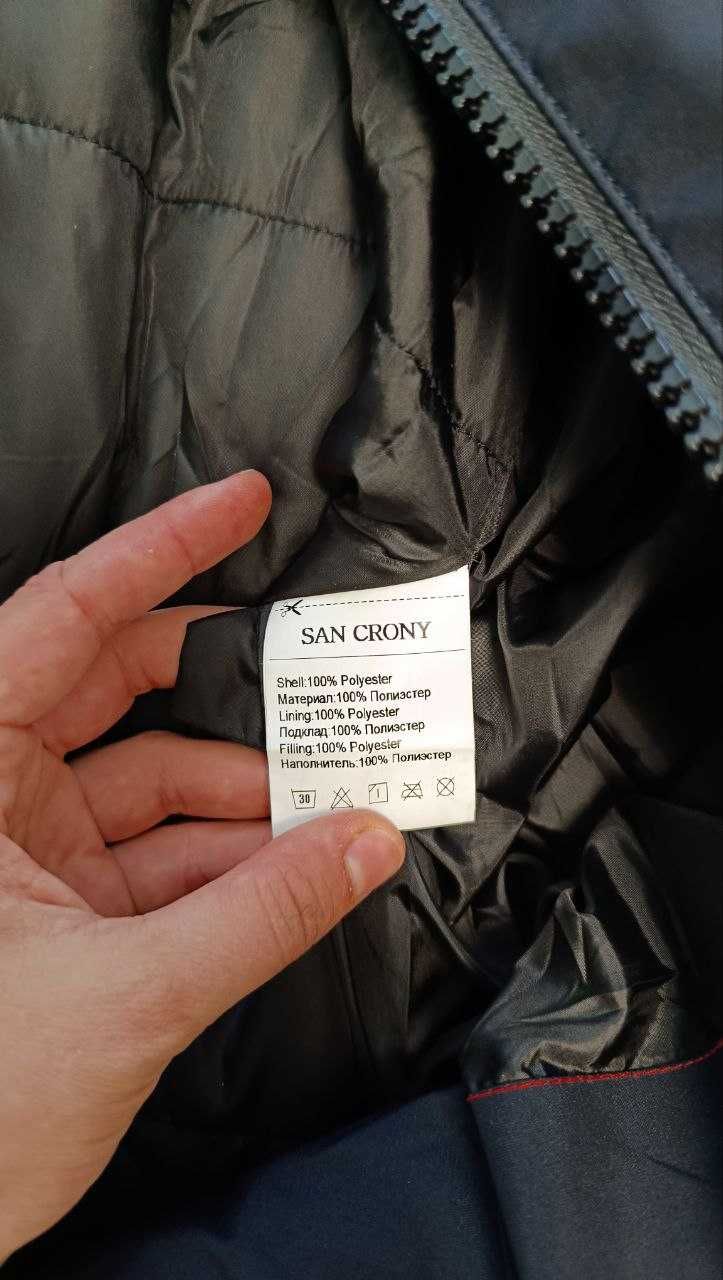 SAN CRONY
Shell:100% Polyester
Материал:100% Полиэстер
Lining:100% Polyester
Подклад:100% Полиэстер
Filling:100% Polyester
Наполнитель:100% Полиэстер
30